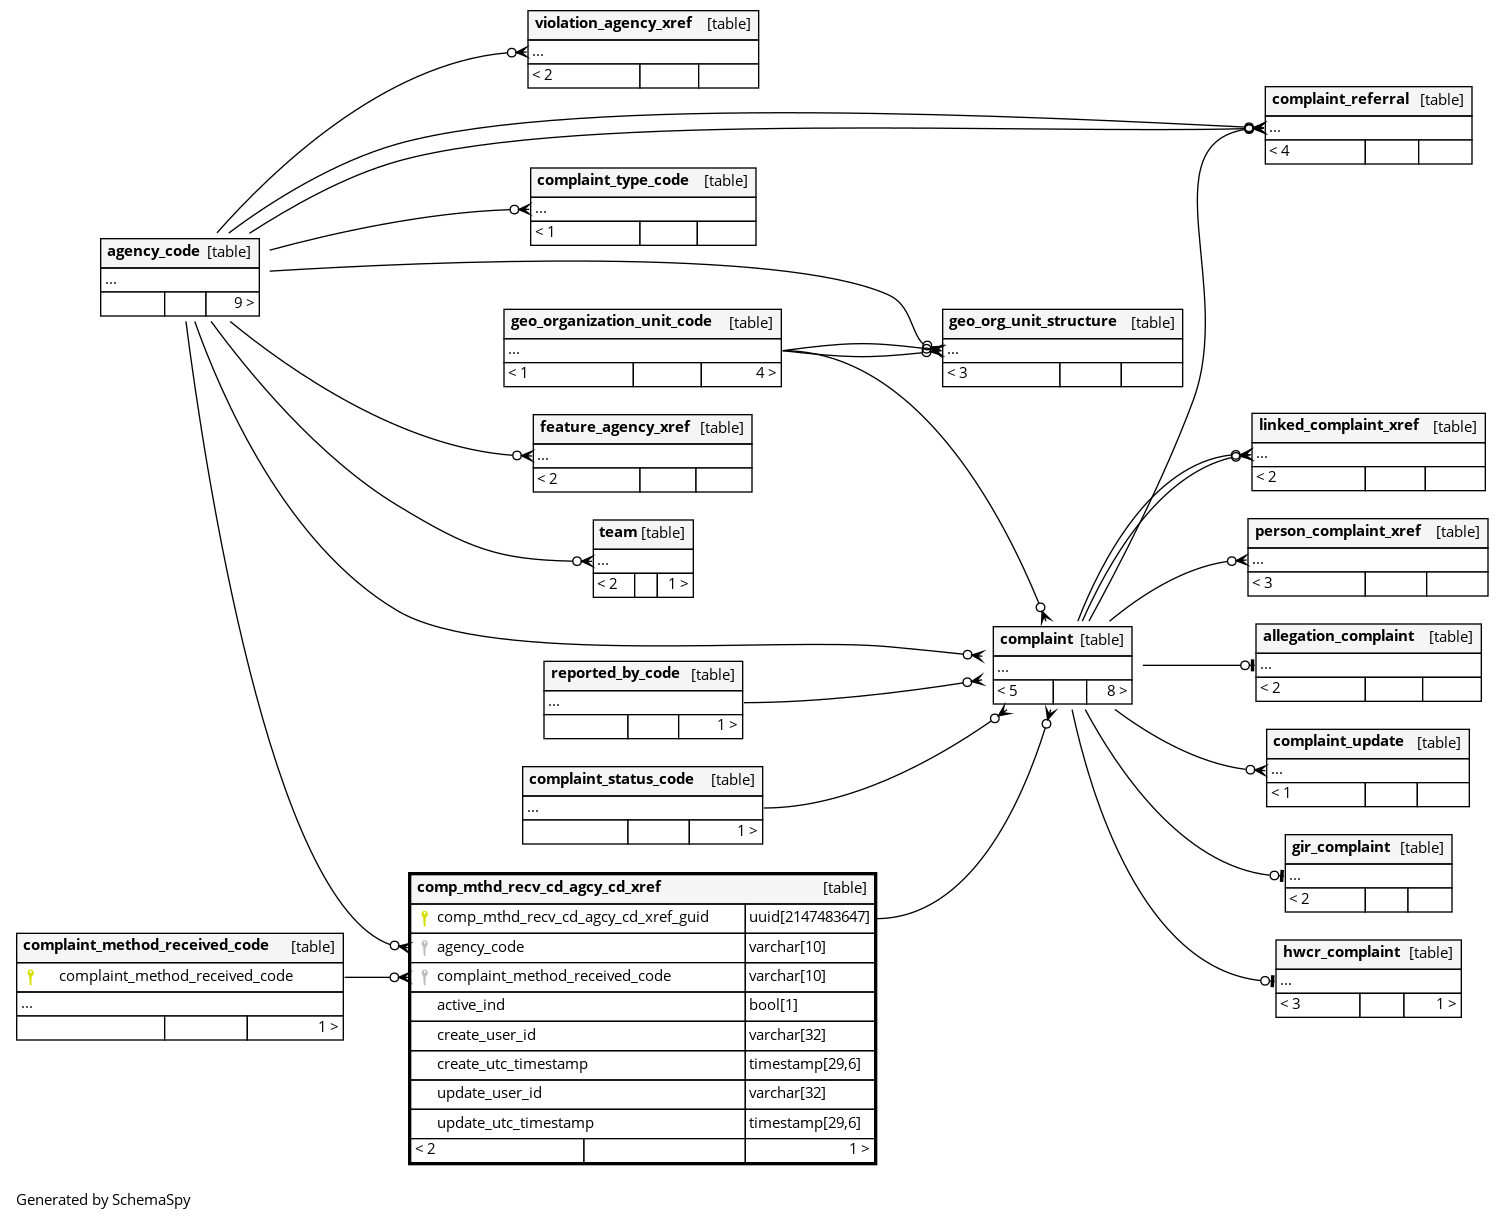 violation_agency_xref [table]
...
< 2
complaint_referral [table]
...
< 4
complaint_type_code [table]
...
< 1
agency_code [table]
...
9 >
geo_organization_unit_code [table]
...
< 1 4 >
geo_org_unit_structure [table]
...
< 3
feature_agency_xref [table]
...
< 2
linked_complaint_xref [table]
...
< 2
team [table]
...
< 2 1 >
person_complaint_xref [table]
...
< 3
complaint [table]
...
< 5 8 >
allegation_complaint [table]
...
< 2
reported_by_code [table]
...
1 >
complaint_update [table]
...
< 1
complaint_status_code [table]
...
1 >
gir_complaint [table]
...
< 2
comp_mthd_recv_cd_agcy_cd_xref [table]
comp_mthd_recv_cd_agcy_cd_xref_guid uuid[2147483647]
agency_code varchar[10]
complaint_method_received_code varchar[10]
active_ind bool[1]
create_user_id varchar[32]
create_utc_timestamp timestamp[29,6]
update_user_id varchar[32]
update_utc_timestamp timestamp[29,6]
< 2 1 >
complaint_method_received_code [table]
complaint_method_received_code
...
1 >
hwcr_complaint [table]
...
< 3 1 >
Generated by SchemaSpy